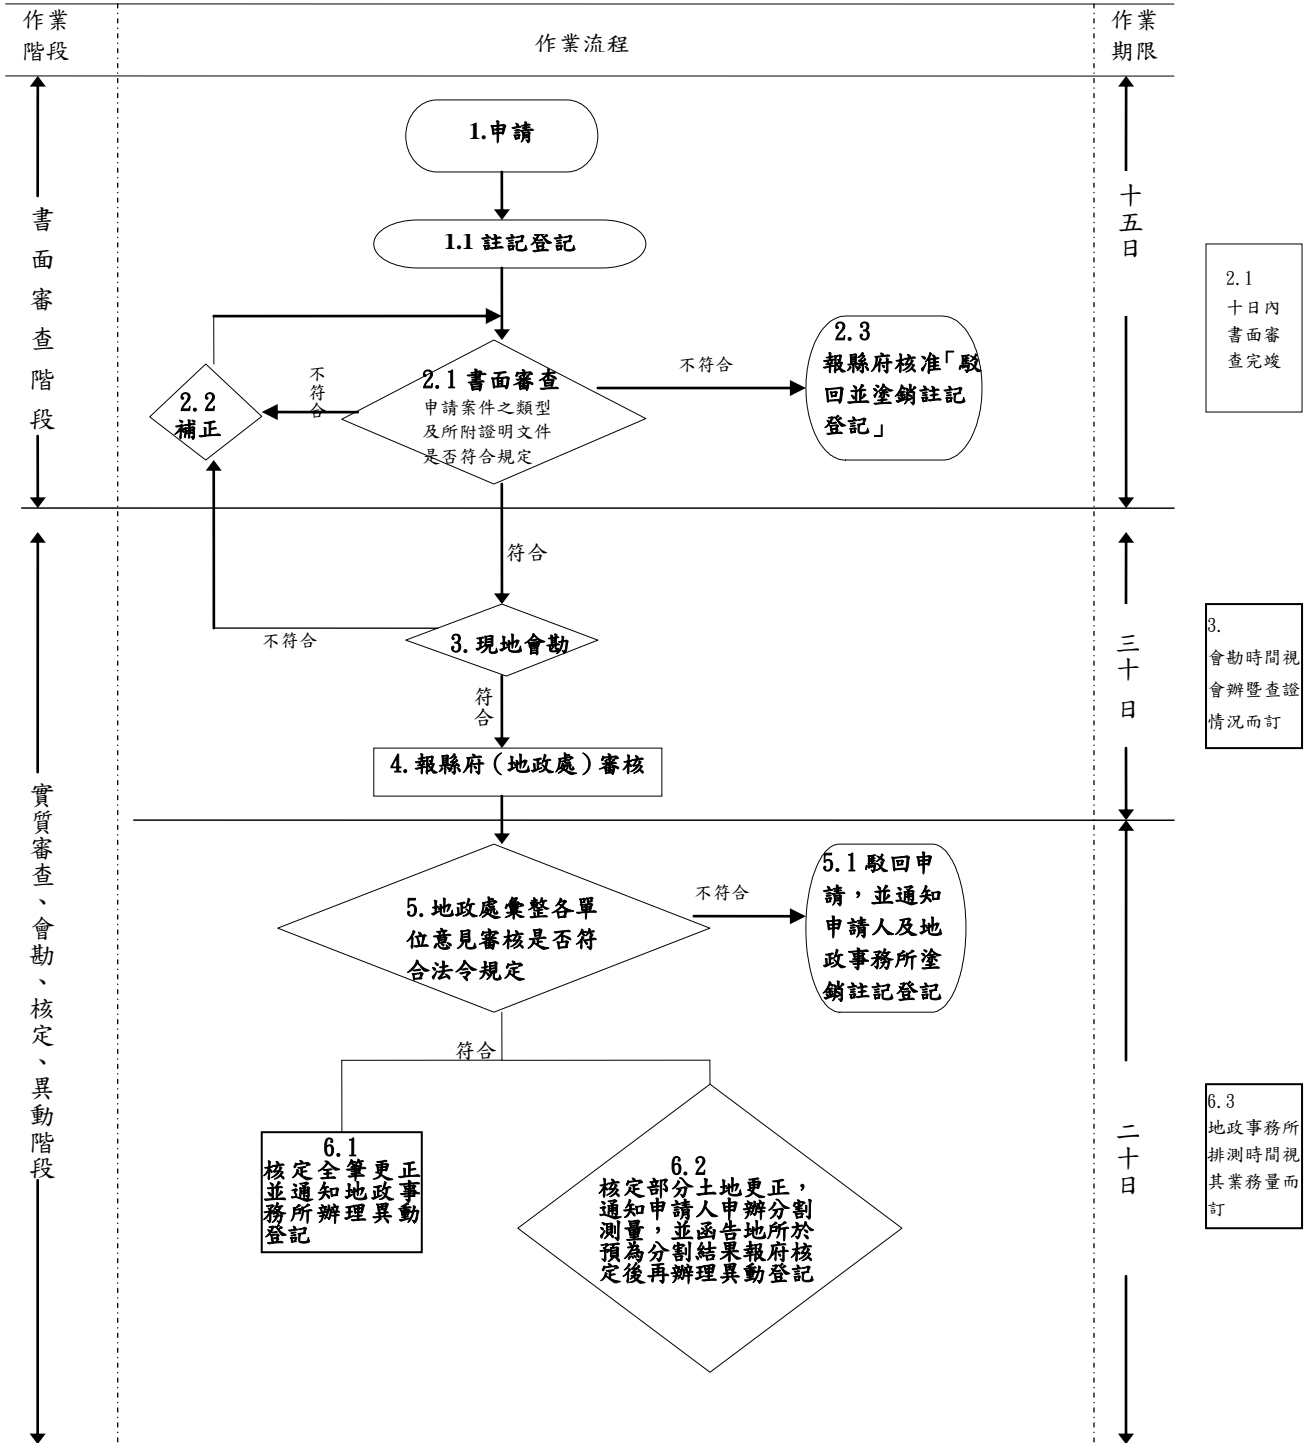 作業
階段
作業流程
作業
期限
書面審查階段
1.申請
1.1 註記登記
2.1 書面審查
申請案件之類型
及所附證明文件
是否符合規定
不符合
2.2
補正
不符合
2.3
報縣府核准「駁
回並塗銷註記
登記」
十五日
2.1
十日內
書面審
查完竣
符合
3.現地會勘
不符合
符合
4.報縣府（地政處）審核
三十日
3.
會勘時間視
會辦暨查證
情況而訂
實質審查、會勘、核定、異動階段
5.地政處彙整各單
位意見審核是否符
合法令規定
不符合
5.1 駁回申
請，並通知
申請人及地
政事務所塗
銷註記登記
符合
6.1
核定全筆更正
並通知地政事
務所辦理異動
登記
6.2
核定部分土地更正，
通知申請人申辦分割
測量，並函告地所於
預為分割結果報府核
定後再辦理異動登記
二十日
6.3
地政事務所
排測時間視
其業務量而
訂